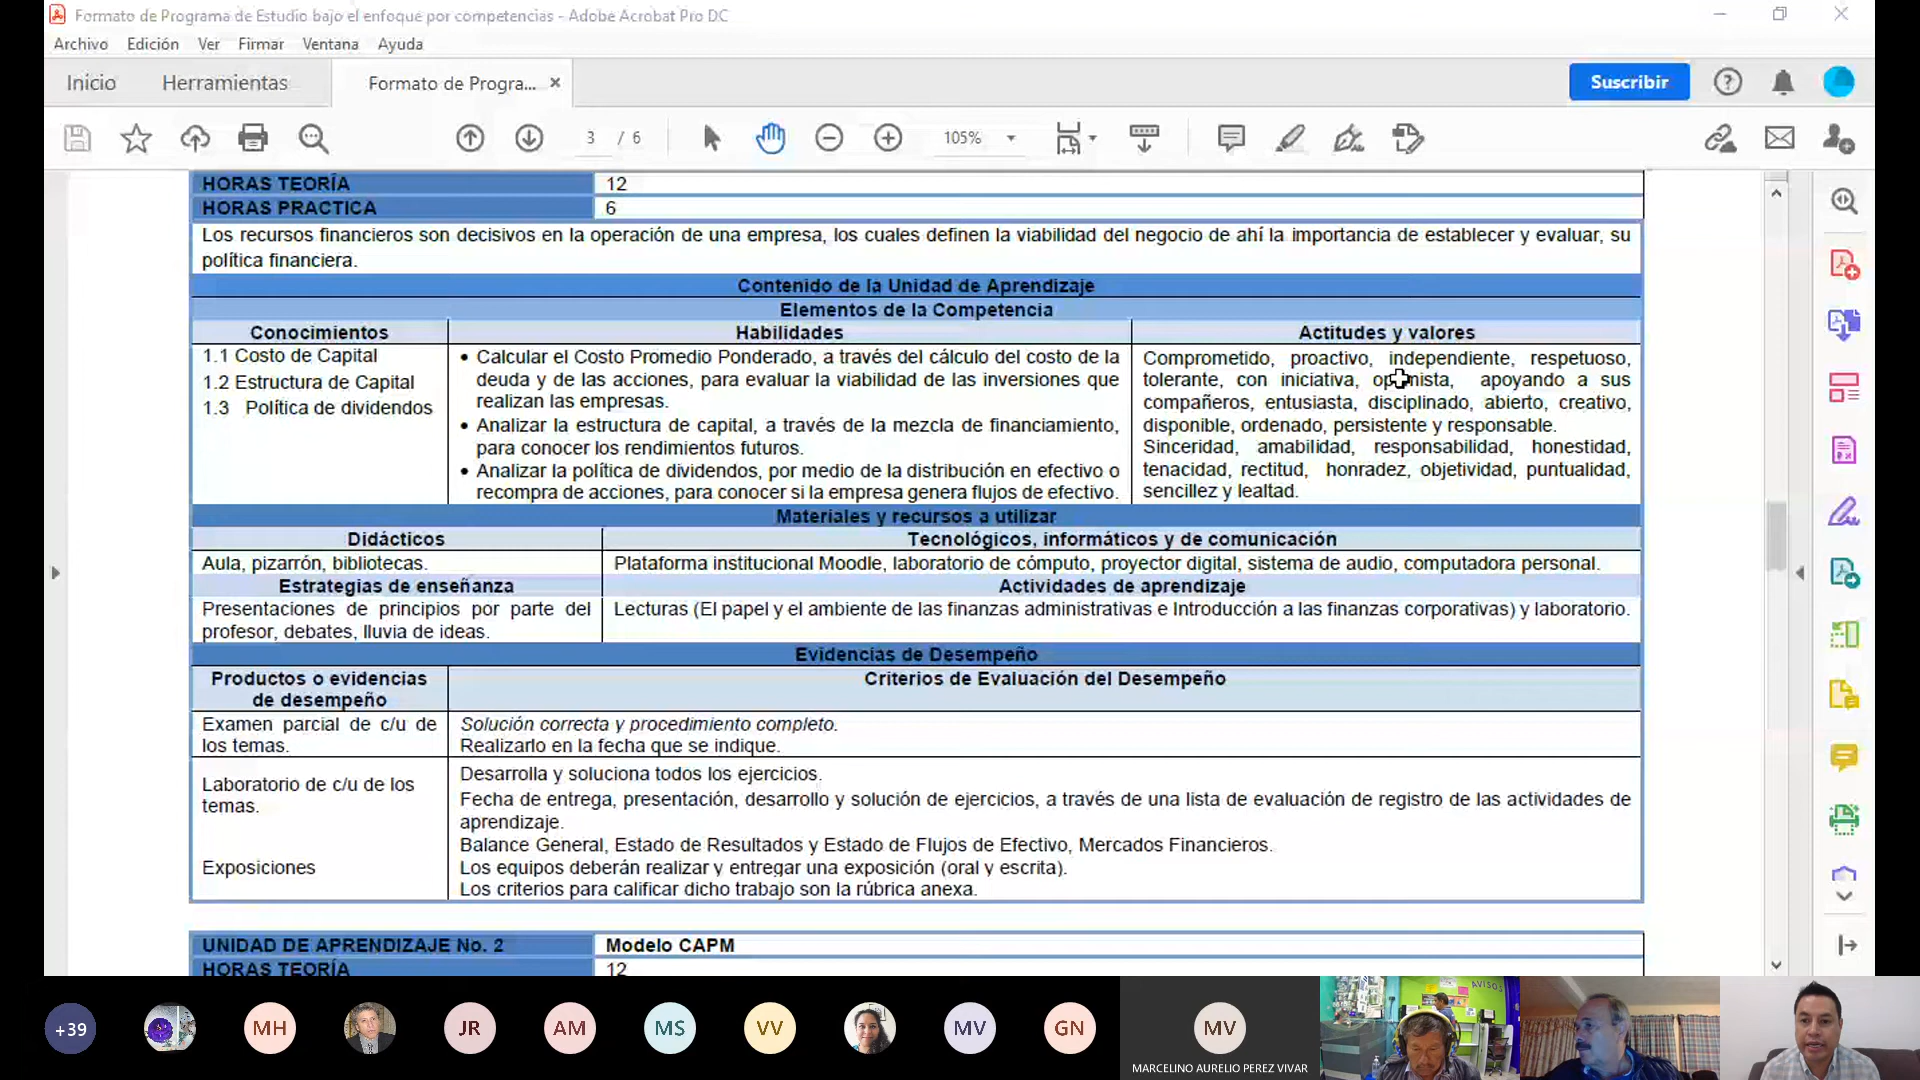 Formato de Programa de Estudio bajo el enfoque por competencias - Adobe Acrobat Pro DC
Archivo Edición Ver Firmar Ventana Ayuda
Inicio Herramientas Formato de Progra... × Suscribir
3 / 6 105%
HORAS TEORÍA 12
HORAS PRACTICA 6
Los recursos financieros son decisivos en la operación de una empresa, los cuales definen la viabilidad del negocio de ahí la importancia de establecer y evaluar, su
política financiera.
Contenido de la Unidad de Aprendizaje
Elementos de la Competencia
Conocimientos Habilidades Actitudes y valores
1.1 Costo de Capital
1.2 Estructura de Capital
1.3 Política de dividendos
• Calcular el Costo Promedio Ponderado, a través del cálculo del costo de la
deuda y de las acciones, para evaluar la viabilidad de las inversiones que
realizan las empresas.
• Analizar la estructura de capital, a través de la mezcla de financiamiento,
para conocer los rendimientos futuros.
• Analizar la política de dividendos, por medio de la distribución en efectivo o
recompra de acciones, para conocer si la empresa genera flujos de efectivo.
Comprometido, proactivo, independiente, respetuoso,
tolerante, con iniciativa, optimista, apoyando a sus
compañeros, entusiasta, disciplinado, abierto, creativo,
disponible, ordenado, persistente y responsable.
Sinceridad, amabilidad, responsabilidad, honestidad,
tenacidad, rectitud, honradez, objetividad, puntualidad,
sencillez y lealtad.
Materiales y recursos a utilizar
Didácticos Tecnológicos, informáticos y de comunicación
Aula, pizarrón, bibliotecas. Plataforma institucional Moodle, laboratorio de cómputo, proyector digital, sistema de audio, computadora personal.
Estrategias de enseñanza Actividades de aprendizaje
Presentaciones de principios por parte del
profesor, debates, lluvia de ideas.
Lecturas (El papel y el ambiente de las finanzas administrativas e Introducción a las finanzas corporativas) y laboratorio.
Evidencias de Desempeño
Productos o evidencias
de desempeño
Criterios de Evaluación del Desempeño
Examen parcial de c/u de
los temas.
Solución correcta y procedimiento completo.
Realizarlo en la fecha que se indique.
Laboratorio de c/u de los
temas.
Exposiciones
Desarrolla y soluciona todos los ejercicios.
Fecha de entrega, presentación, desarrollo y solución de ejercicios, a través de una lista de evaluación de registro de las actividades de
aprendizaje.
Balance General, Estado de Resultados y Estado de Flujos de Efectivo, Mercados Financieros.
Los equipos deberán realizar y entregar una exposición (oral y escrita).
Los criterios para calificar dicho trabajo son la rúbrica anexa.
UNIDAD DE APRENDIZAJE No. 2 Modelo CAPM
HORAS TEORÍA 12
+39 MH JR AM MS VV MV GN MV
MARCELINO AURELIO PEREZ VIVAR
AVISOS